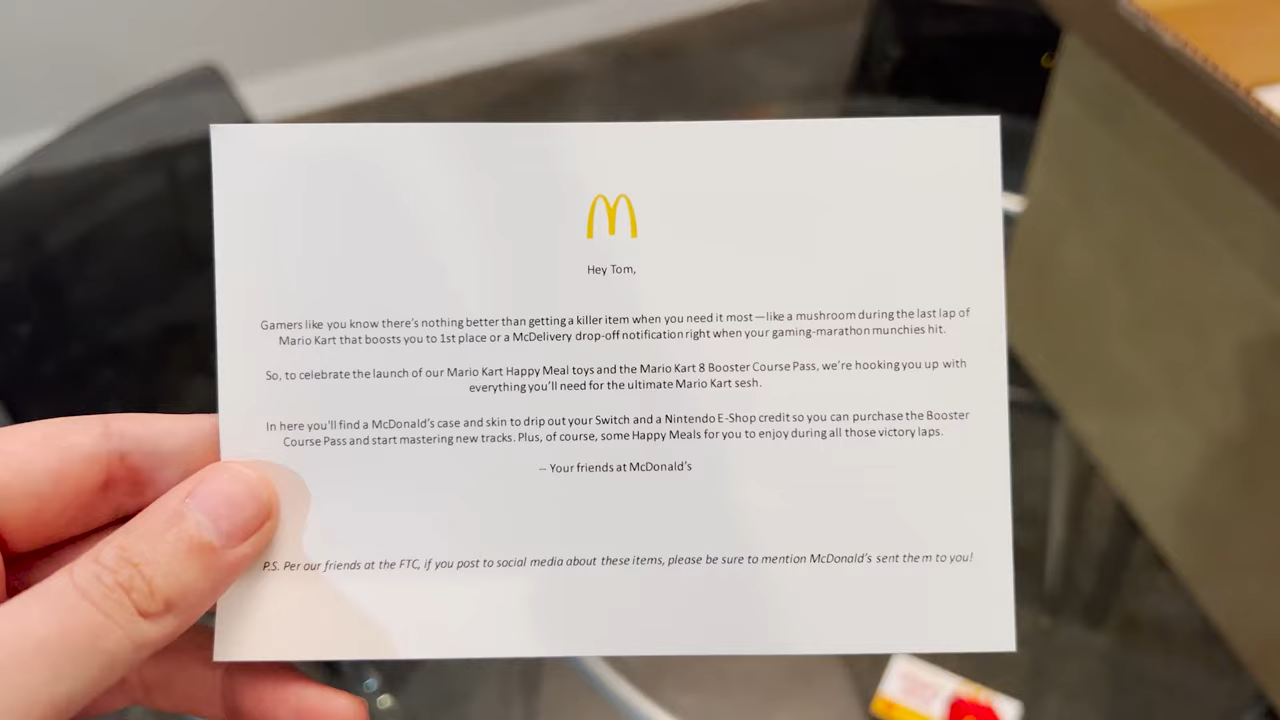 Hey Tom,
Gamers like you know there's nothing better than getting a killer item when you need it most—like a mushroom during the last lap of
Mario Kart that boosts you to 1st place or a McDelivery drop-off notification right when your gaming-marathon munchies hit.
So, to celebrate the launch of our Mario Kart Happy Meal toys and the Mario Kart 8 Booster Course Pass, we're hooking you up with
everything you'll need for the ultimate Mario Kart sesh.
In here you'll find a McDonald's case and skin to drip out your Switch and a Nintendo E-Shop credit so you can purchase the Booster
Course Pass and start mastering new tracks. Plus, of course, some Happy Meals for you to enjoy during all those victory laps.
– Your friends at McDonald's
P.S. Per our friends at the FTC, if you post to social media about these items, please be sure to mention McDonald's sent them to you!